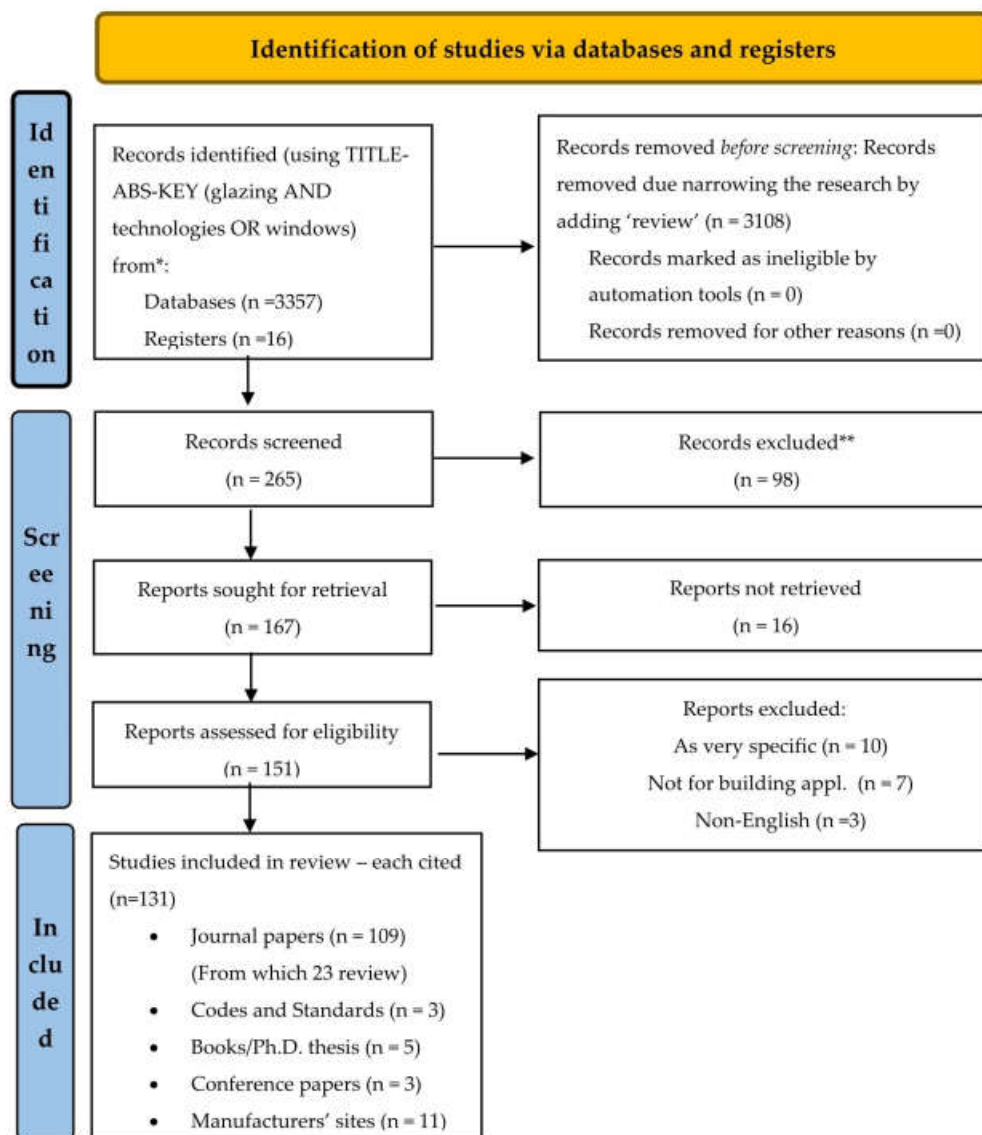 Identification of studies via databases and registers
Id
en
ti
fi
ca
ti
on
Records identified (using TITLE-
ABS-KEY (glazing AND
technologies OR windows)
from*:
Databases (n =3357)
Registers (n =16)
Records removed before screening: Records
removed due narrowing the research by
adding ‘review’ (n = 3108)
Records marked as ineligible by
automation tools (n = 0)
Records removed for other reasons (n =0)
Scr
ee
ni
ng
Records screened
(n = 265)
Records excluded**
(n = 98)
Reports sought for retrieval
(n = 167)
Reports not retrieved
(n = 16)
Reports assessed for eligibility
(n = 151)
Reports excluded:
As very specific (n = 10)
Not for building appl. (n = 7)
Non-English (n =3)
In
clu
de
d
Studies included in review – each cited
(n=131)
• Journal papers (n = 109)
(From which 23 review)
• Codes and Standards (n = 3)
• Books/Ph.D. thesis (n = 5)
• Conference papers (n = 3)
• Manufacturers’ sites (n = 11)